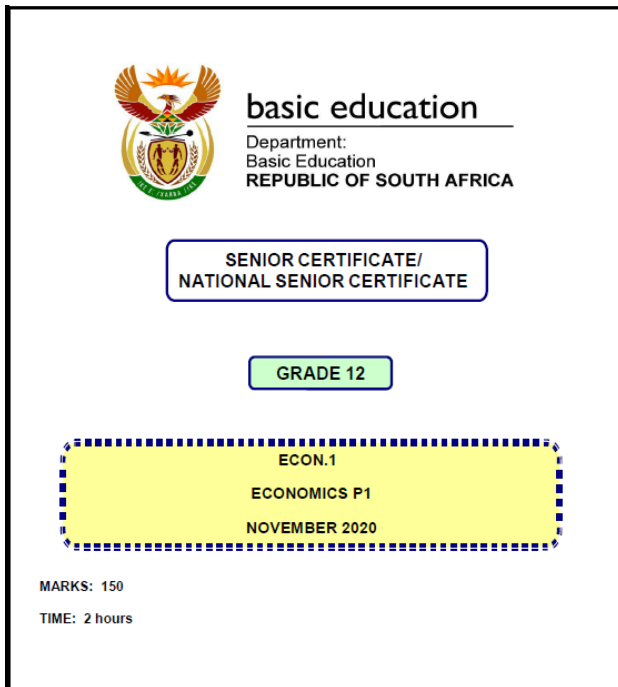 basic education
Department:
Basic Education
REPUBLIC OF SOUTH AFRICA
SENIOR CERTIFICATE/
NATIONAL SENIOR CERTIFICATE
GRADE 12
ECON.1
ECONOMICS P1
NOVEMBER 2020
MARKS: 150
TIME: 2 hours